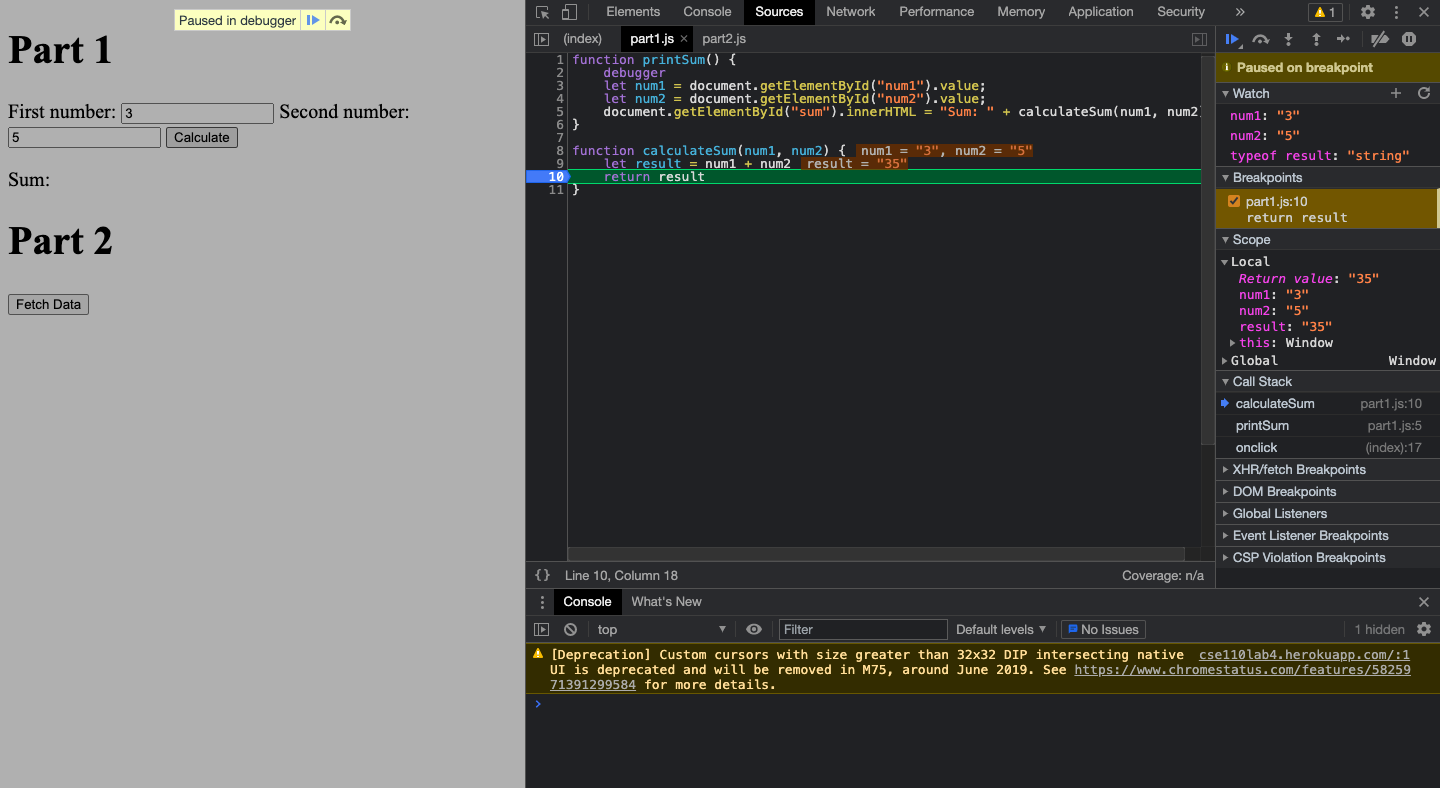 Paused in debugger
Part 1
First number: 3 Second number:
5 Calculate
Sum:
Part 2
Fetch Data
Elements Console Sources Network Performance Memory Application Security » 1
(index) part1.js × part2.js
1 function printSum() {
2 debugger
3 let num1 = document.getElementById("num1").value;
4 let num2 = document.getElementById("num2").value;
5 document.getElementById("sum").innerHTML = "Sum: " + calculateSum(num1, num2)
6 }
7
8 function calculateSum(num1, num2) { num1 = "3", num2 = "5"
9 let result = num1 + num2 result = "35"
10 return result
11 }
{} Line 10, Column 18 Coverage: n/a
Paused on breakpoint
Watch
num1: "3"
num2: "5"
typeof result: "string"
Breakpoints
part1.js:10
return result
Scope
Local
Return value: "35"
num1: "3"
num2: "5"
result: "35"
this: Window
Global Window
Call Stack
calculateSum part1.js:10
printSum part1.js:5
onclick (index):17
XHR/fetch Breakpoints
DOM Breakpoints
Global Listeners
Event Listener Breakpoints
CSP Violation Breakpoints
Console What's New
top Filter Default levels No Issues 1 hidden
[Deprecation] Custom cursors with size greater than 32x32 DIP intersecting native cse110lab4.herokuapp.com/:1
UI is deprecated and will be removed in M75, around June 2019. See https://www.chromestatus.com/features/58259
71391299584 for more details.